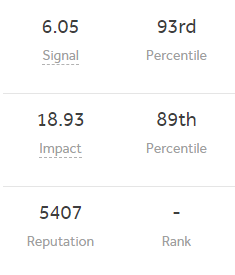 6.05 93rd
Signal Percentile
18.93 89th
Impact Percentile
5407 -
Reputation Rank